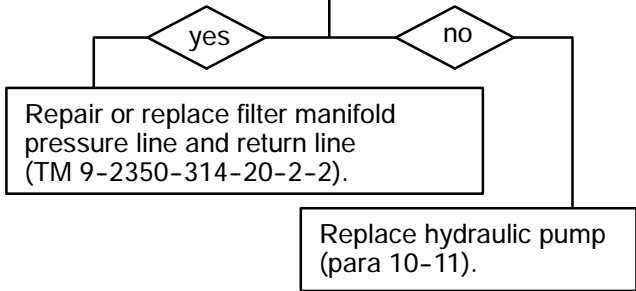 yes
no
Repair or replace filter manifold
pressure line and return line
(TM 9-2350-314-20-2-2).
Replace hydraulic pump
(para 10-11).